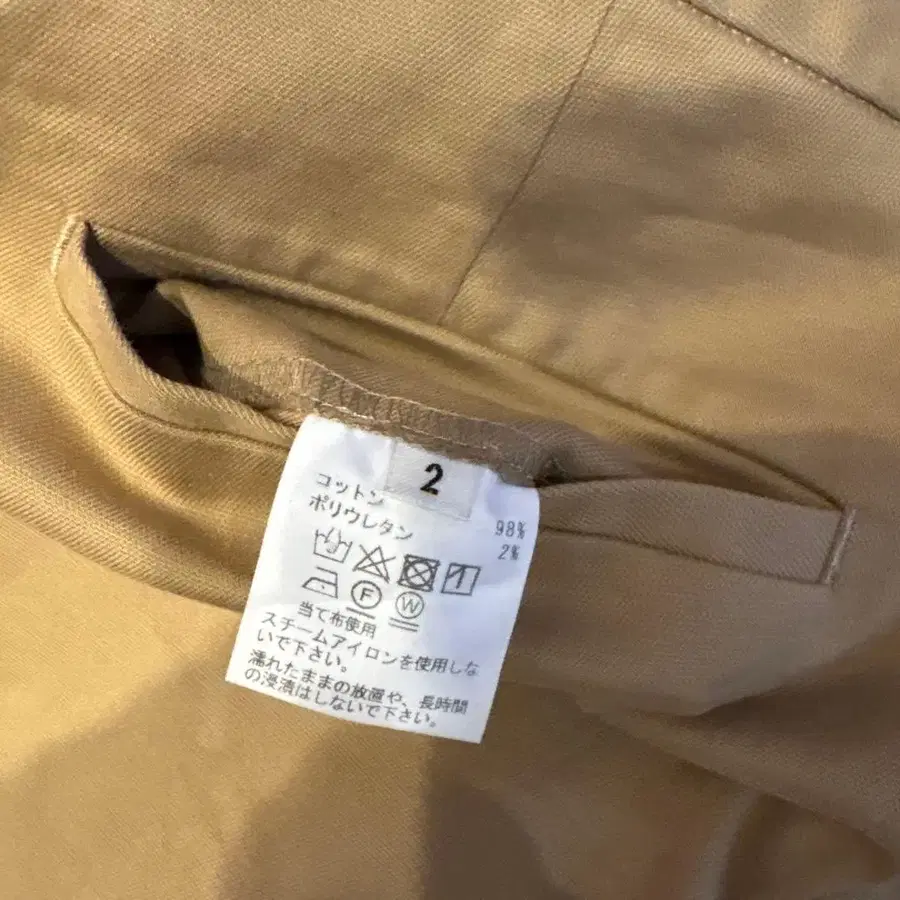 2
コットン 98%
ポリウレタン 2%
F W
当て布使用
スチームアイロンを使用しな
いで下さい。
濡れたままの放置や、長時間
の浸漬はしないで下さい。